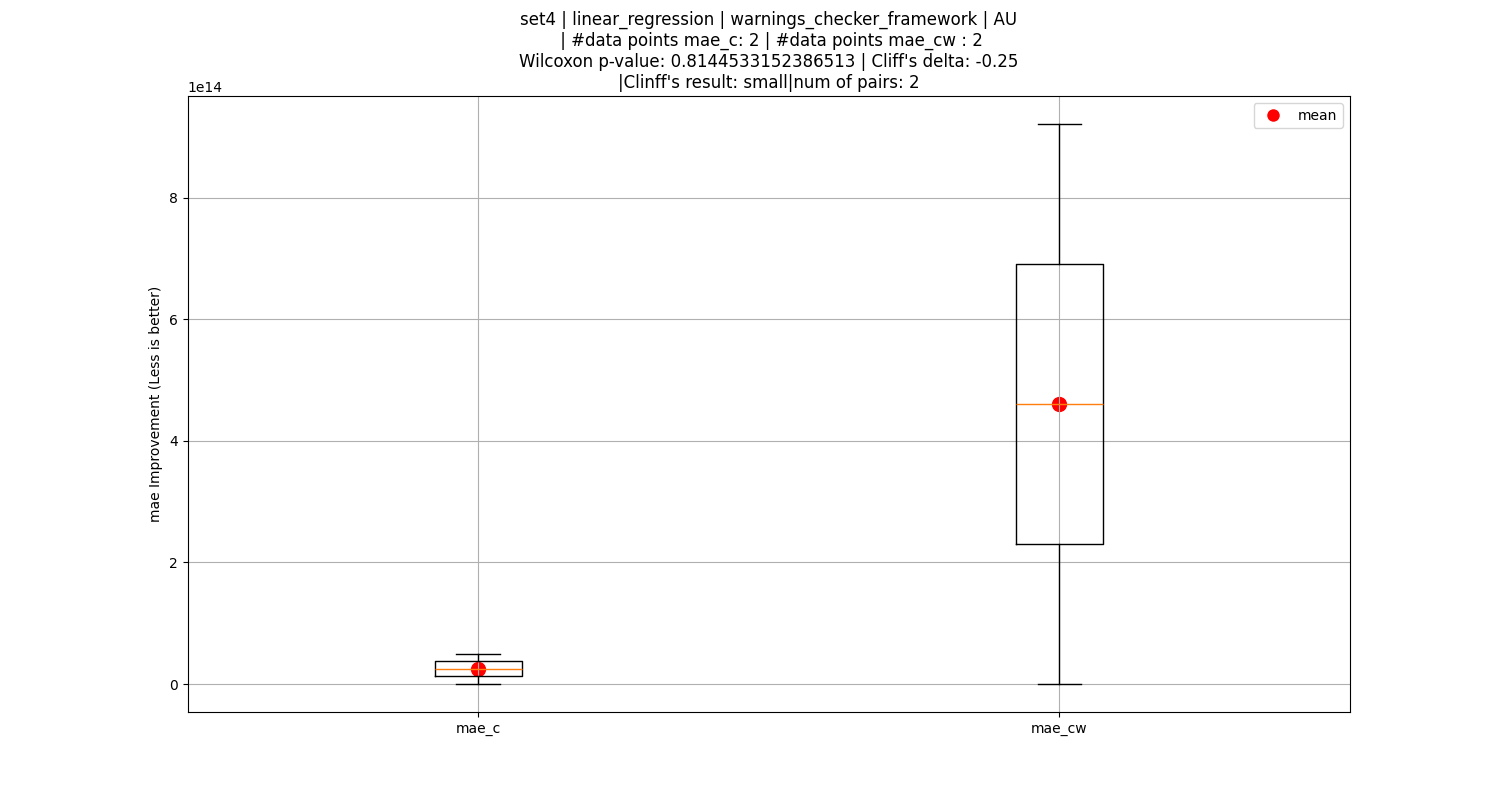 set4 | linear_regression | warnings_checker_framework | AU
| #data points mae_c: 2 | #data points mae_cw : 2
Wilcoxon p-value: 0.8144533152386513 | Cliff's delta: -0.25
|Clinff's result: small|num of pairs: 2
1e14
mean
8
6
4
2
0
mae Improvement (Less is better)
mae_c
mae_cw